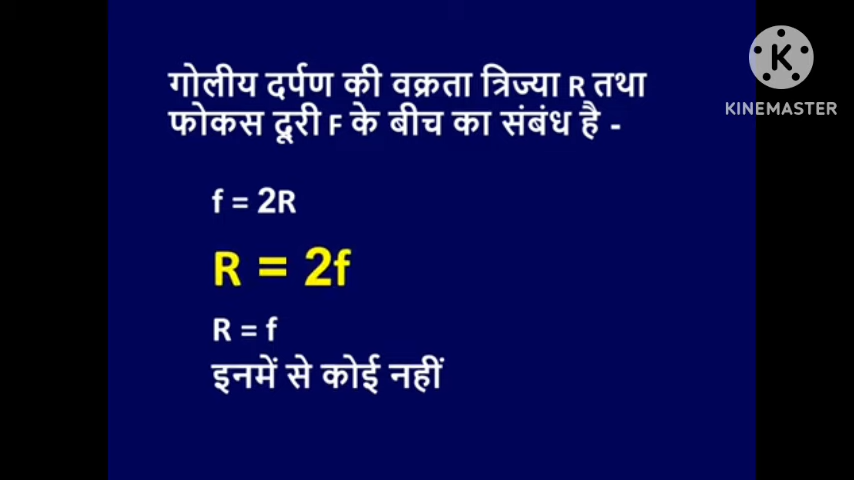 गोलीय दर्पण की वक्रता त्रिज्या R तथा
फोकस दूरी F के बीच का संबंध है -
f = 2R
R = 2f
R = f
इनमें से कोई नहीं
K
KINEMASTER